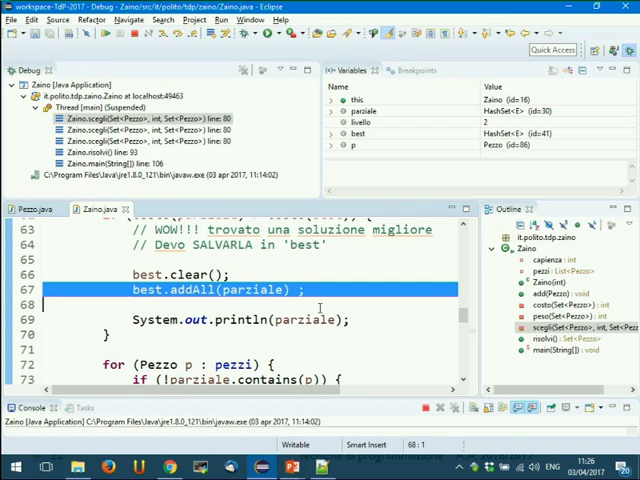 workspace-TdP-2017 - Debug - Zaino/src/it/polito/tdp/zaino/Zaino.java - Eclipse
File Edit Source Refactor Navigate Search Project Run Window Help
Quick Access
Debug
Zaino [Java Application]
it.polito.tdp.zaino.Zaino at localhost:49463
Thread [main] (Suspended)
Zaino.scegli(Set<Pezzo>, int, Set<Pezzo>) line: 80
Zaino.scegli(Set<Pezzo>, int, Set<Pezzo>) line: 80
Zaino.scegli(Set<Pezzo>, int, Set<Pezzo>) line: 80
Zaino.risolvi() line: 93
Zaino.main(String[]) line: 106
C:\Program Files\Java\jre1.8.0_121\bin\javaw.exe (03 apr 2017, 11:14:02)
Variables Breakpoints
Name Value
this Zaino (id=16)
parziale HashSet<E> (id=30)
livello 2
best HashSet<E> (id=41)
p Pezzo (id=86)
Pezzo.java Zaino.java
63 // WOW!!! trovato una soluzione migliore
64 // Devo SALVARLA in 'best'
65
66 best.clear();
67 best.addAll(parziale) ;
68
69 System.out.println(parziale);
70 }
71
72 for (Pezzo p : pezzi) {
73 if (!parziale.contains(p)) {
Outline
it.polito.tdp.zaino
Zaino
capienza : int
pezzi : List<Pezzo>
Zaino(int)
add(Pezzo) : void
costo(Set<Pezzo>) : int
peso(Set<Pezzo>) : int
scegli(Set<Pezzo>, int, Set<Pezz
risolvi() : Set<Pezzo>
main(String[]) : void
Console Tasks
Zaino [Java Application] C:\Program Files\Java\jre1.8.0_121\bin\javaw.exe (03 apr 2017, 11:14:02)
Writable Smart Insert 68 : 1
11:26
03/04/2017